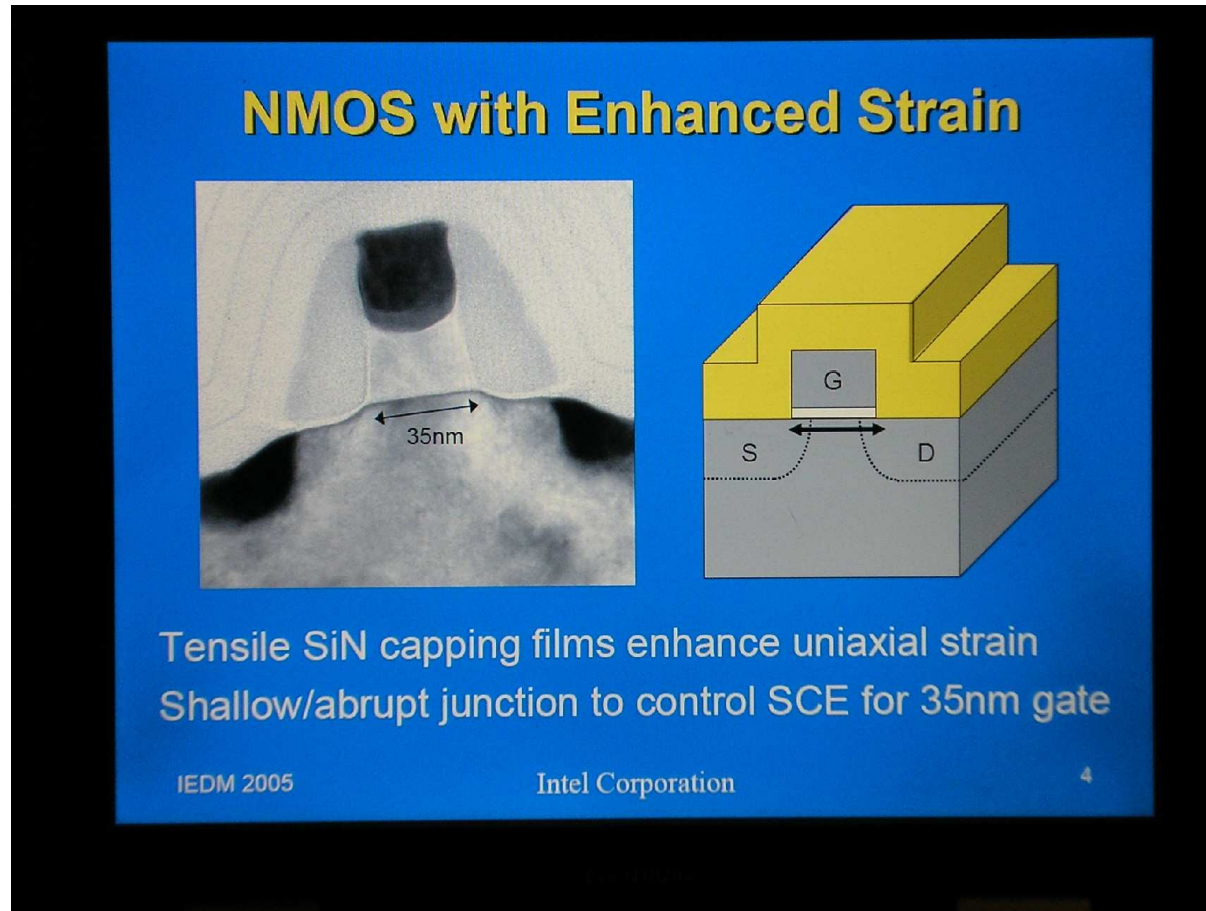 NMOS with Enhanced Strain
35nm
G
S
D
Tensile SiN capping films enhance uniaxial strain
Shallow/abrupt junction to control SCE for 35nm gate
IEDM 2005
Intel Corporation
4